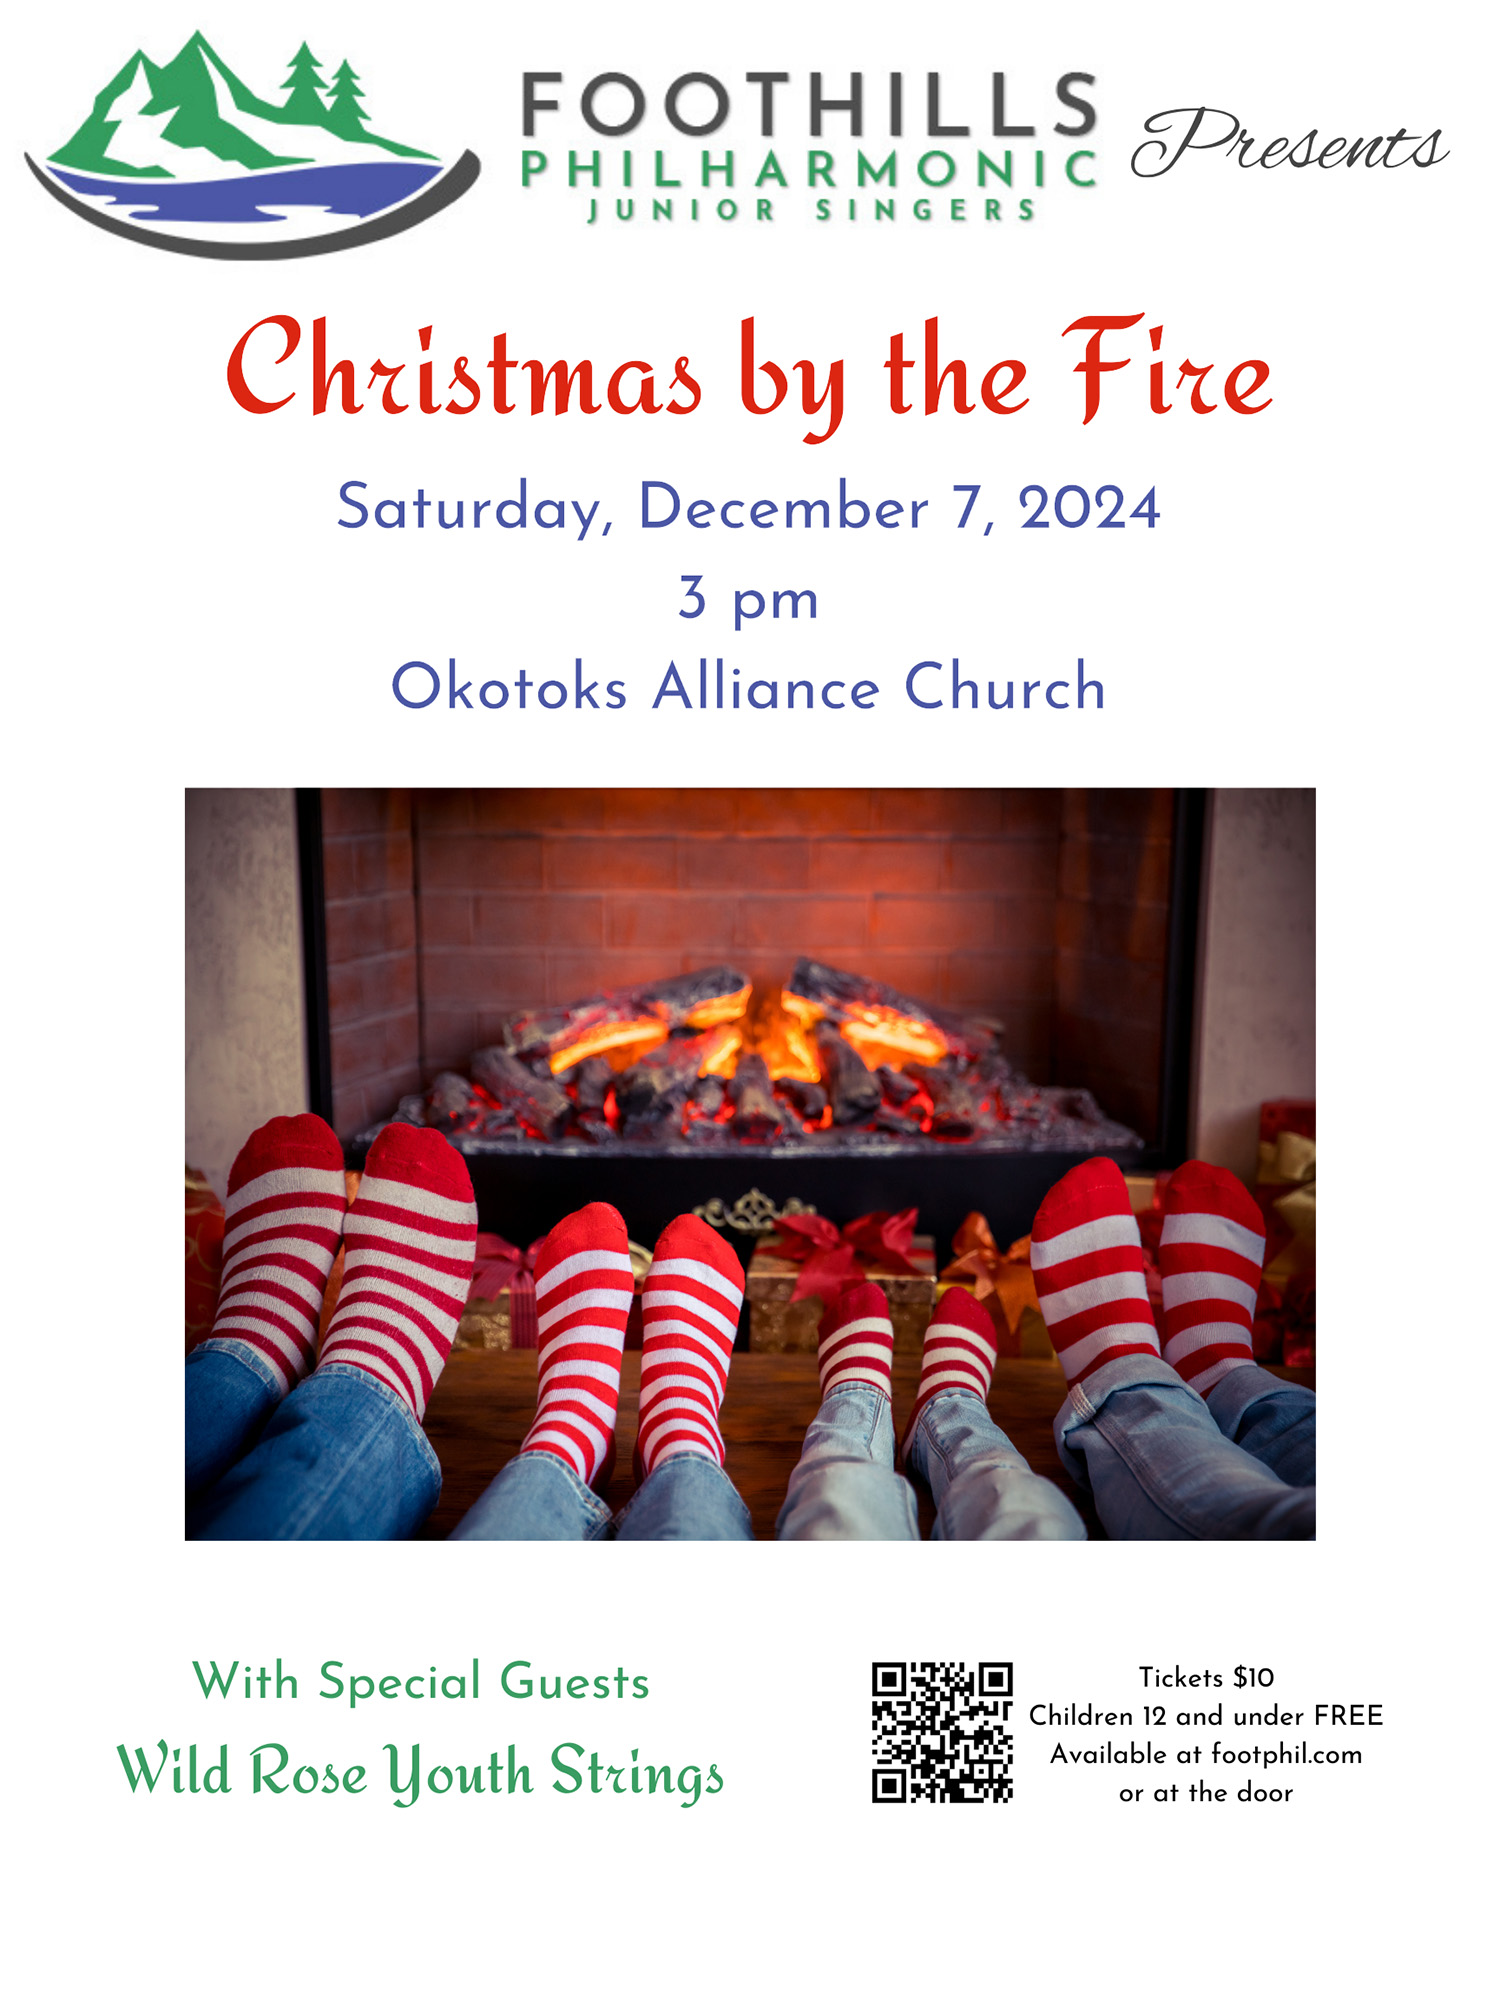 FOOTHILLS
PHILHARMONIC
JUNIOR SINGERS
Presents
Christmas by the Fire
Saturday, December 7, 2024
3 pm
Okotoks Alliance Church
With Special Guests
Wild Rose Youth Strings
Tickets $10
Children 12 and under FREE
Available at footphil.com
or at the door